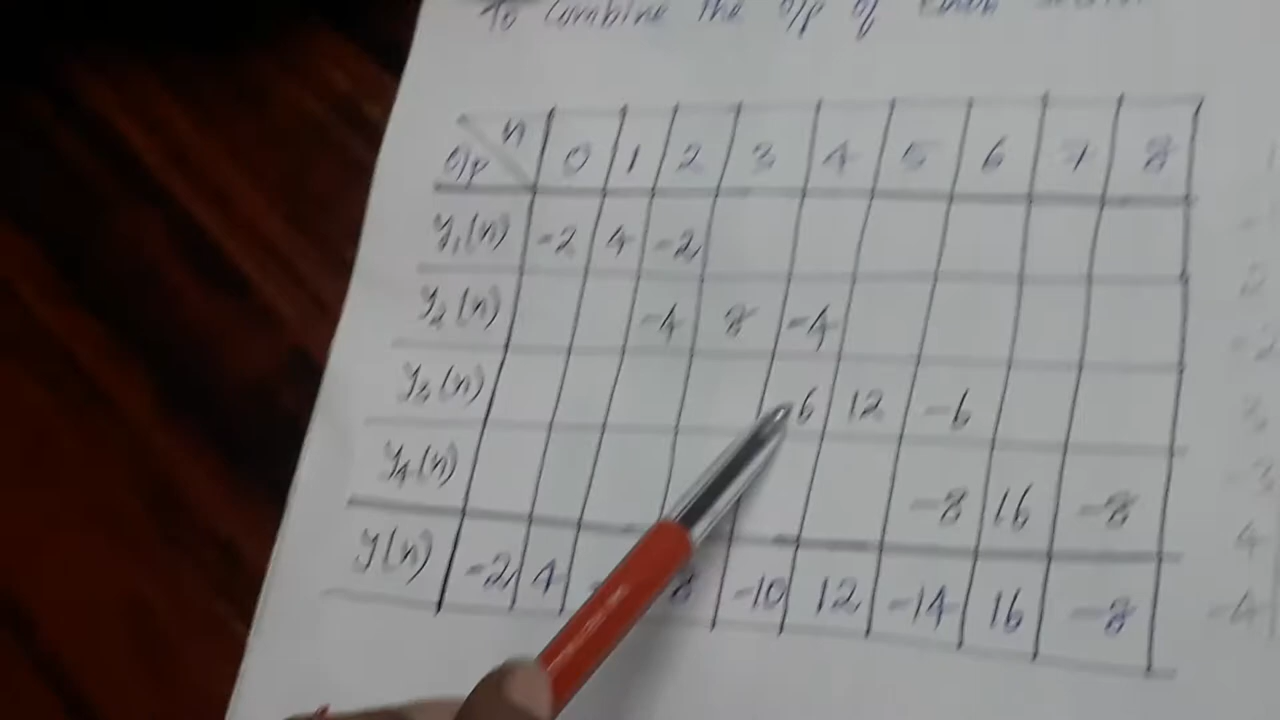 To Combine the o/p of
n
o/p 0 1 2 3 4 5 6 7 8
y₁(n) -2 4 -2
y₂(n) -4 8 -4
y₃(n) 6 12 -6
y₄(n) -8 16 -8
y(n) -2 4 8 -10 12 -14 16 -8